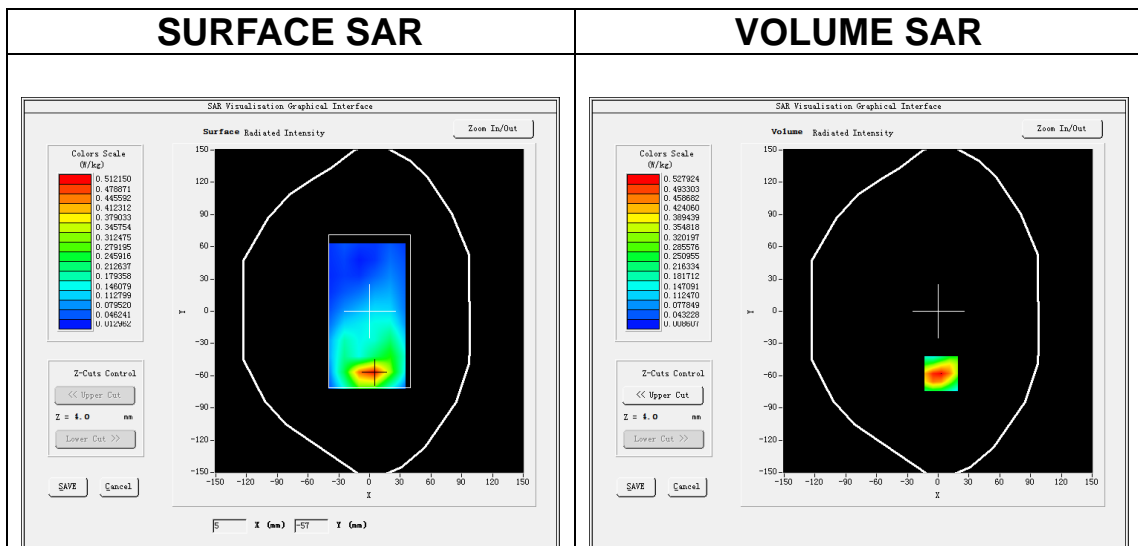 SURFACE SAR
VOLUME SAR
SAR Visualisation Graphical Interface
Surface Radiated Intensity
Zoom In/Out
Colors Scale
(W/kg)
0.512150
0.478871
0.445592
0.412312
0.379033
0.345754
0.312475
0.279195
0.245916
0.212637
0.179358
0.146079
0.112799
0.079520
0.046241
0.012962
150
120
90
60
30
0
-30
-60
-90
-120
-150
Y
-150 -120 -90 -60 -30 0 30 60 90 120 150
X
Z-Cuts Control
<< Upper Cut
Z = 4.0 mm
Lower Cut >>
SAVE Cancel
5 X (mm) -57 Y (mm)
SAR Visualisation Graphical Interface
Volume Radiated Intensity
Zoom In/Out
Colors Scale
(W/kg)
0.527924
0.493303
0.458682
0.424060
0.389439
0.354818
0.320197
0.285576
0.250955
0.216334
0.181712
0.147091
0.112470
0.077849
0.043228
0.008607
150
120
90
60
30
0
-30
-60
-90
-120
-150
Y
-150 -120 -90 -60 -30 0 30 60 90 120 150
X
Z-Cuts Control
<< Upper Cut
Z = 4.0 mm
Lower Cut >>
SAVE Cancel